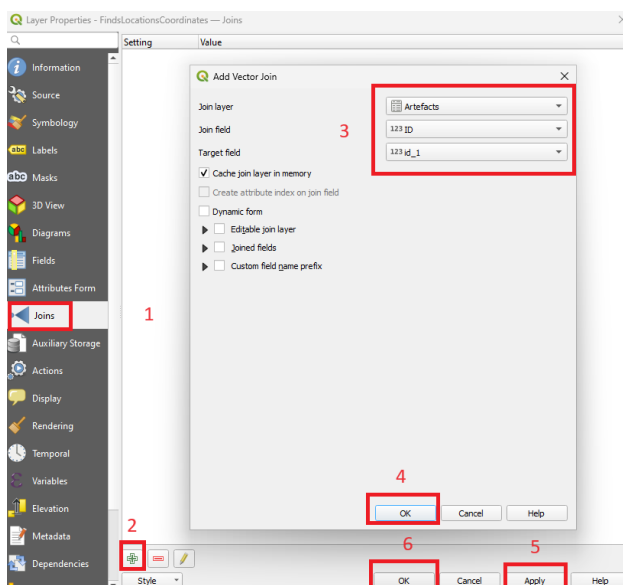 Layer Properties - FindsLocationsCoordinates — Joins
Setting Value
Information
Source
Symbology
abc Labels
abc Masks
3D View
Diagrams
Fields
Attributes Form
Joins
Auxiliary Storage
Actions
Display
Rendering
Temporal
Variables
Elevation
Metadata
Dependencies
1
2
Style
Add Vector Join
Join layer Artefacts
Join field 3 123 ID
Target field 123 id_1
Cache join layer in memory
Create attribute index on join field
Dynamic form
Editable join layer
Joined fields
Custom field name prefix
4
OK Cancel Help
6 5
OK Cancel Apply Help